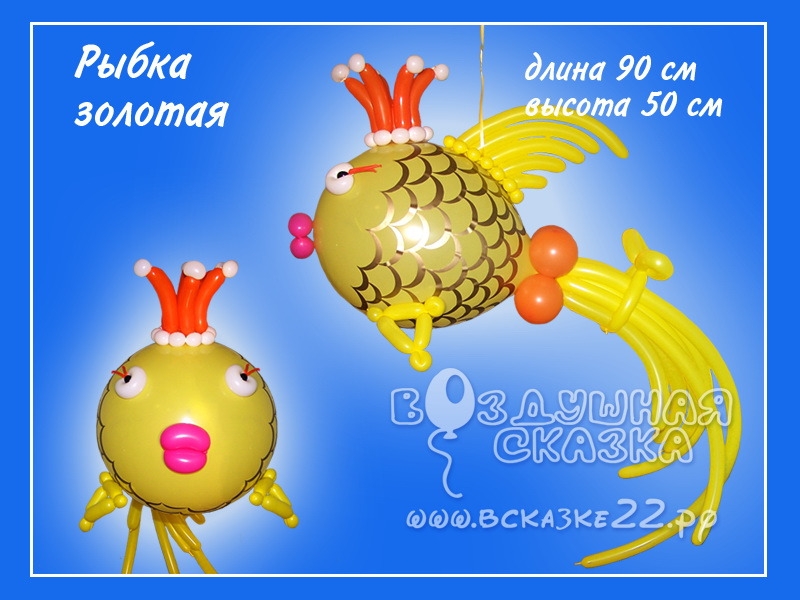 Рыбка
золотая
длина 90 см
высота 50 см
ВОЗДУШНАЯ
СКАЗКА
www.всказке22.рф